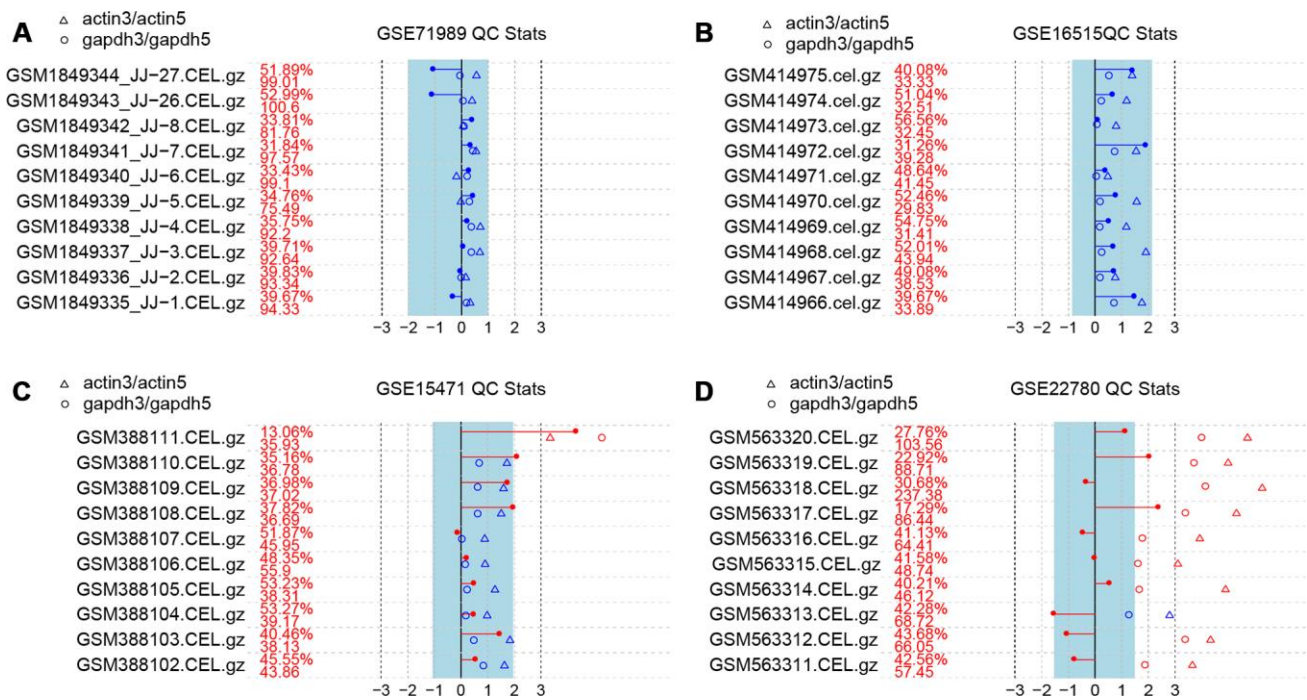 A
△ actin3/actin5
○ gapdh3/gapdh5
GSE71989 QC Stats
GSM1849344_JJ−27.CEL.gz 51.89% 99.01
GSM1849343_JJ−26.CEL.gz 52.99% 100.6
GSM1849342_JJ−8.CEL.gz 33.81% 81.76
GSM1849341_JJ−7.CEL.gz 31.84% 97.57
GSM1849340_JJ−6.CEL.gz 33.43% 99.1
GSM1849339_JJ−5.CEL.gz 34.76% 75.49
GSM1849338_JJ−4.CEL.gz 35.75% 92.2
GSM1849337_JJ−3.CEL.gz 39.71% 92.64
GSM1849336_JJ−2.CEL.gz 39.83% 93.34
GSM1849335_JJ−1.CEL.gz 39.67% 94.33
−3 −2 −1 0 1 2 3
B
△ actin3/actin5
○ gapdh3/gapdh5
GSE16515QC Stats
GSM414975.cel.gz 40.08% 33.33
GSM414974.cel.gz 51.04% 32.51
GSM414973.cel.gz 56.56% 32.45
GSM414972.cel.gz 31.26% 39.28
GSM414971.cel.gz 48.64% 41.45
GSM414970.cel.gz 52.46% 29.83
GSM414969.cel.gz 54.75% 31.41
GSM414968.cel.gz 52.01% 43.94
GSM414967.cel.gz 49.08% 38.53
GSM414966.cel.gz 39.67% 33.89
−3 −2 −1 0 1 2 3
C
△ actin3/actin5
○ gapdh3/gapdh5
GSE15471 QC Stats
GSM388111.CEL.gz 13.06% 35.93
GSM388110.CEL.gz 35.16% 36.78
GSM388109.CEL.gz 36.98% 37.02
GSM388108.CEL.gz 37.82% 36.69
GSM388107.CEL.gz 51.87% 45.95
GSM388106.CEL.gz 48.35% 55.9
GSM388105.CEL.gz 53.23% 38.31
GSM388104.CEL.gz 53.27% 39.17
GSM388103.CEL.gz 40.46% 38.13
GSM388102.CEL.gz 45.55% 43.86
−3 −2 −1 0 1 2 3
D
△ actin3/actin5
○ gapdh3/gapdh5
GSE22780 QC Stats
GSM563320.CEL.gz 27.76% 103.56
GSM563319.CEL.gz 22.92% 88.71
GSM563318.CEL.gz 30.68% 237.38
GSM563317.CEL.gz 17.29% 86.44
GSM563316.CEL.gz 41.13% 64.41
GSM563315.CEL.gz 41.58% 48.74
GSM563314.CEL.gz 40.21% 46.12
GSM563313.CEL.gz 42.28% 68.72
GSM563312.CEL.gz 43.68% 66.05
GSM563311.CEL.gz 42.56% 57.45
−3 −2 −1 0 1 2 3